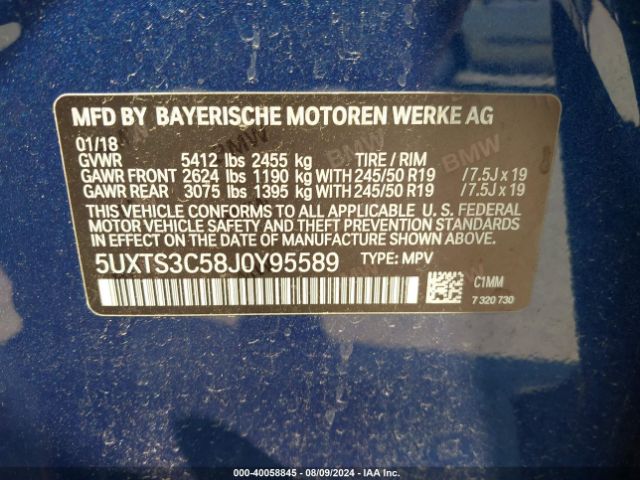 MFD BY BAYERISCHE MOTOREN WERKE AG
01/18
GVWR 5412 lbs 2455 kg TIRE / RIM
GAWR FRONT 2624 lbs 1190 kg WITH 245/50 R19 / 7.5J x 19
GAWR REAR 3075 lbs 1395 kg WITH 245/50 R19 / 7.5J x 19
THIS VEHICLE CONFORMS TO ALL APPLICABLE U. S. FEDERAL
MOTOR VEHICLE SAFETY AND THEFT PREVENTION STANDARDS
IN EFFECT ON THE DATE OF MANUFACTURE SHOWN ABOVE.
5UXTS3C58J0Y95589 TYPE: MPV
C1MM
7 320 730
000-40058845 / 08/09/2024 - IAA Inc.